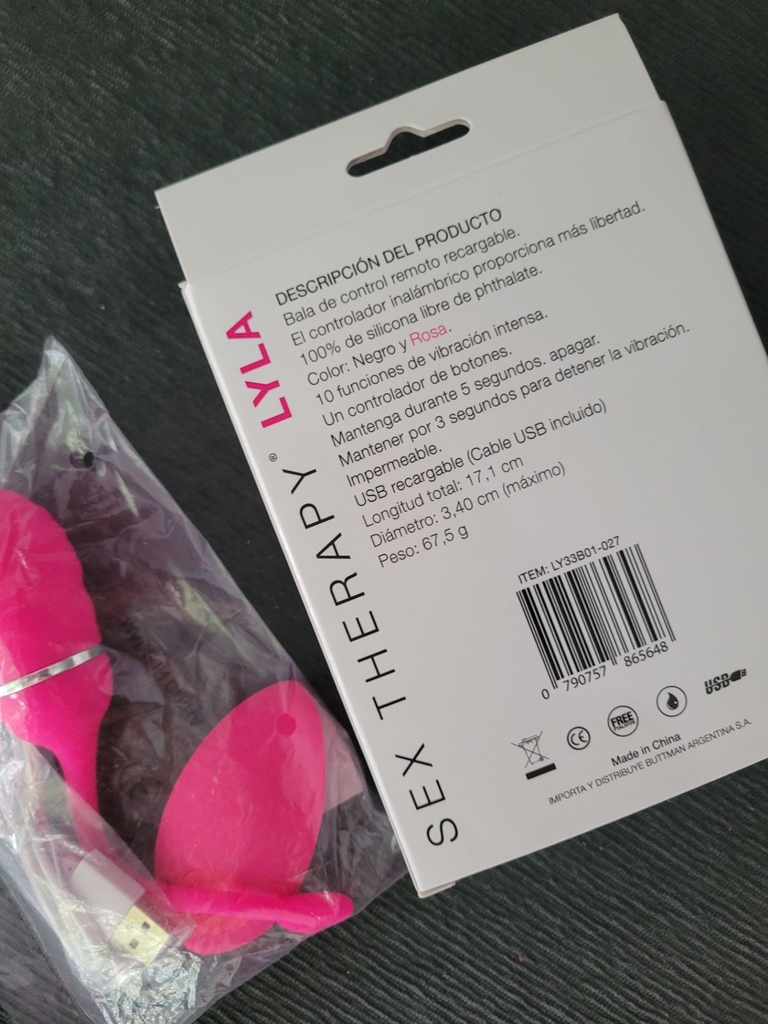 DESCRIPCIÓN DEL PRODUCTO
Bala de control remoto recargable.
El controlador inalámbrico proporciona más libertad.
100% de silicona libre de phthalate.
Color: Negro y Rosa.
10 funciones de vibración intensa.
Un controlador de botones.
Mantenga durante 5 segundos. apagar.
Mantener por 3 segundos para detener la vibración.
Impermeable.
USB recargable (Cable USB incluido)
Longitud total: 17,1 cm
Diámetro: 3,40 cm (máximo)
Peso: 67,5 g
SEX THERAPY® LYLA
ITEM: LY33B01-027
0 790757 865648
CE
FREE
USB
Made in China
IMPORTA Y DISTRIBUYE BUTTMAN ARGENTINA S.A.